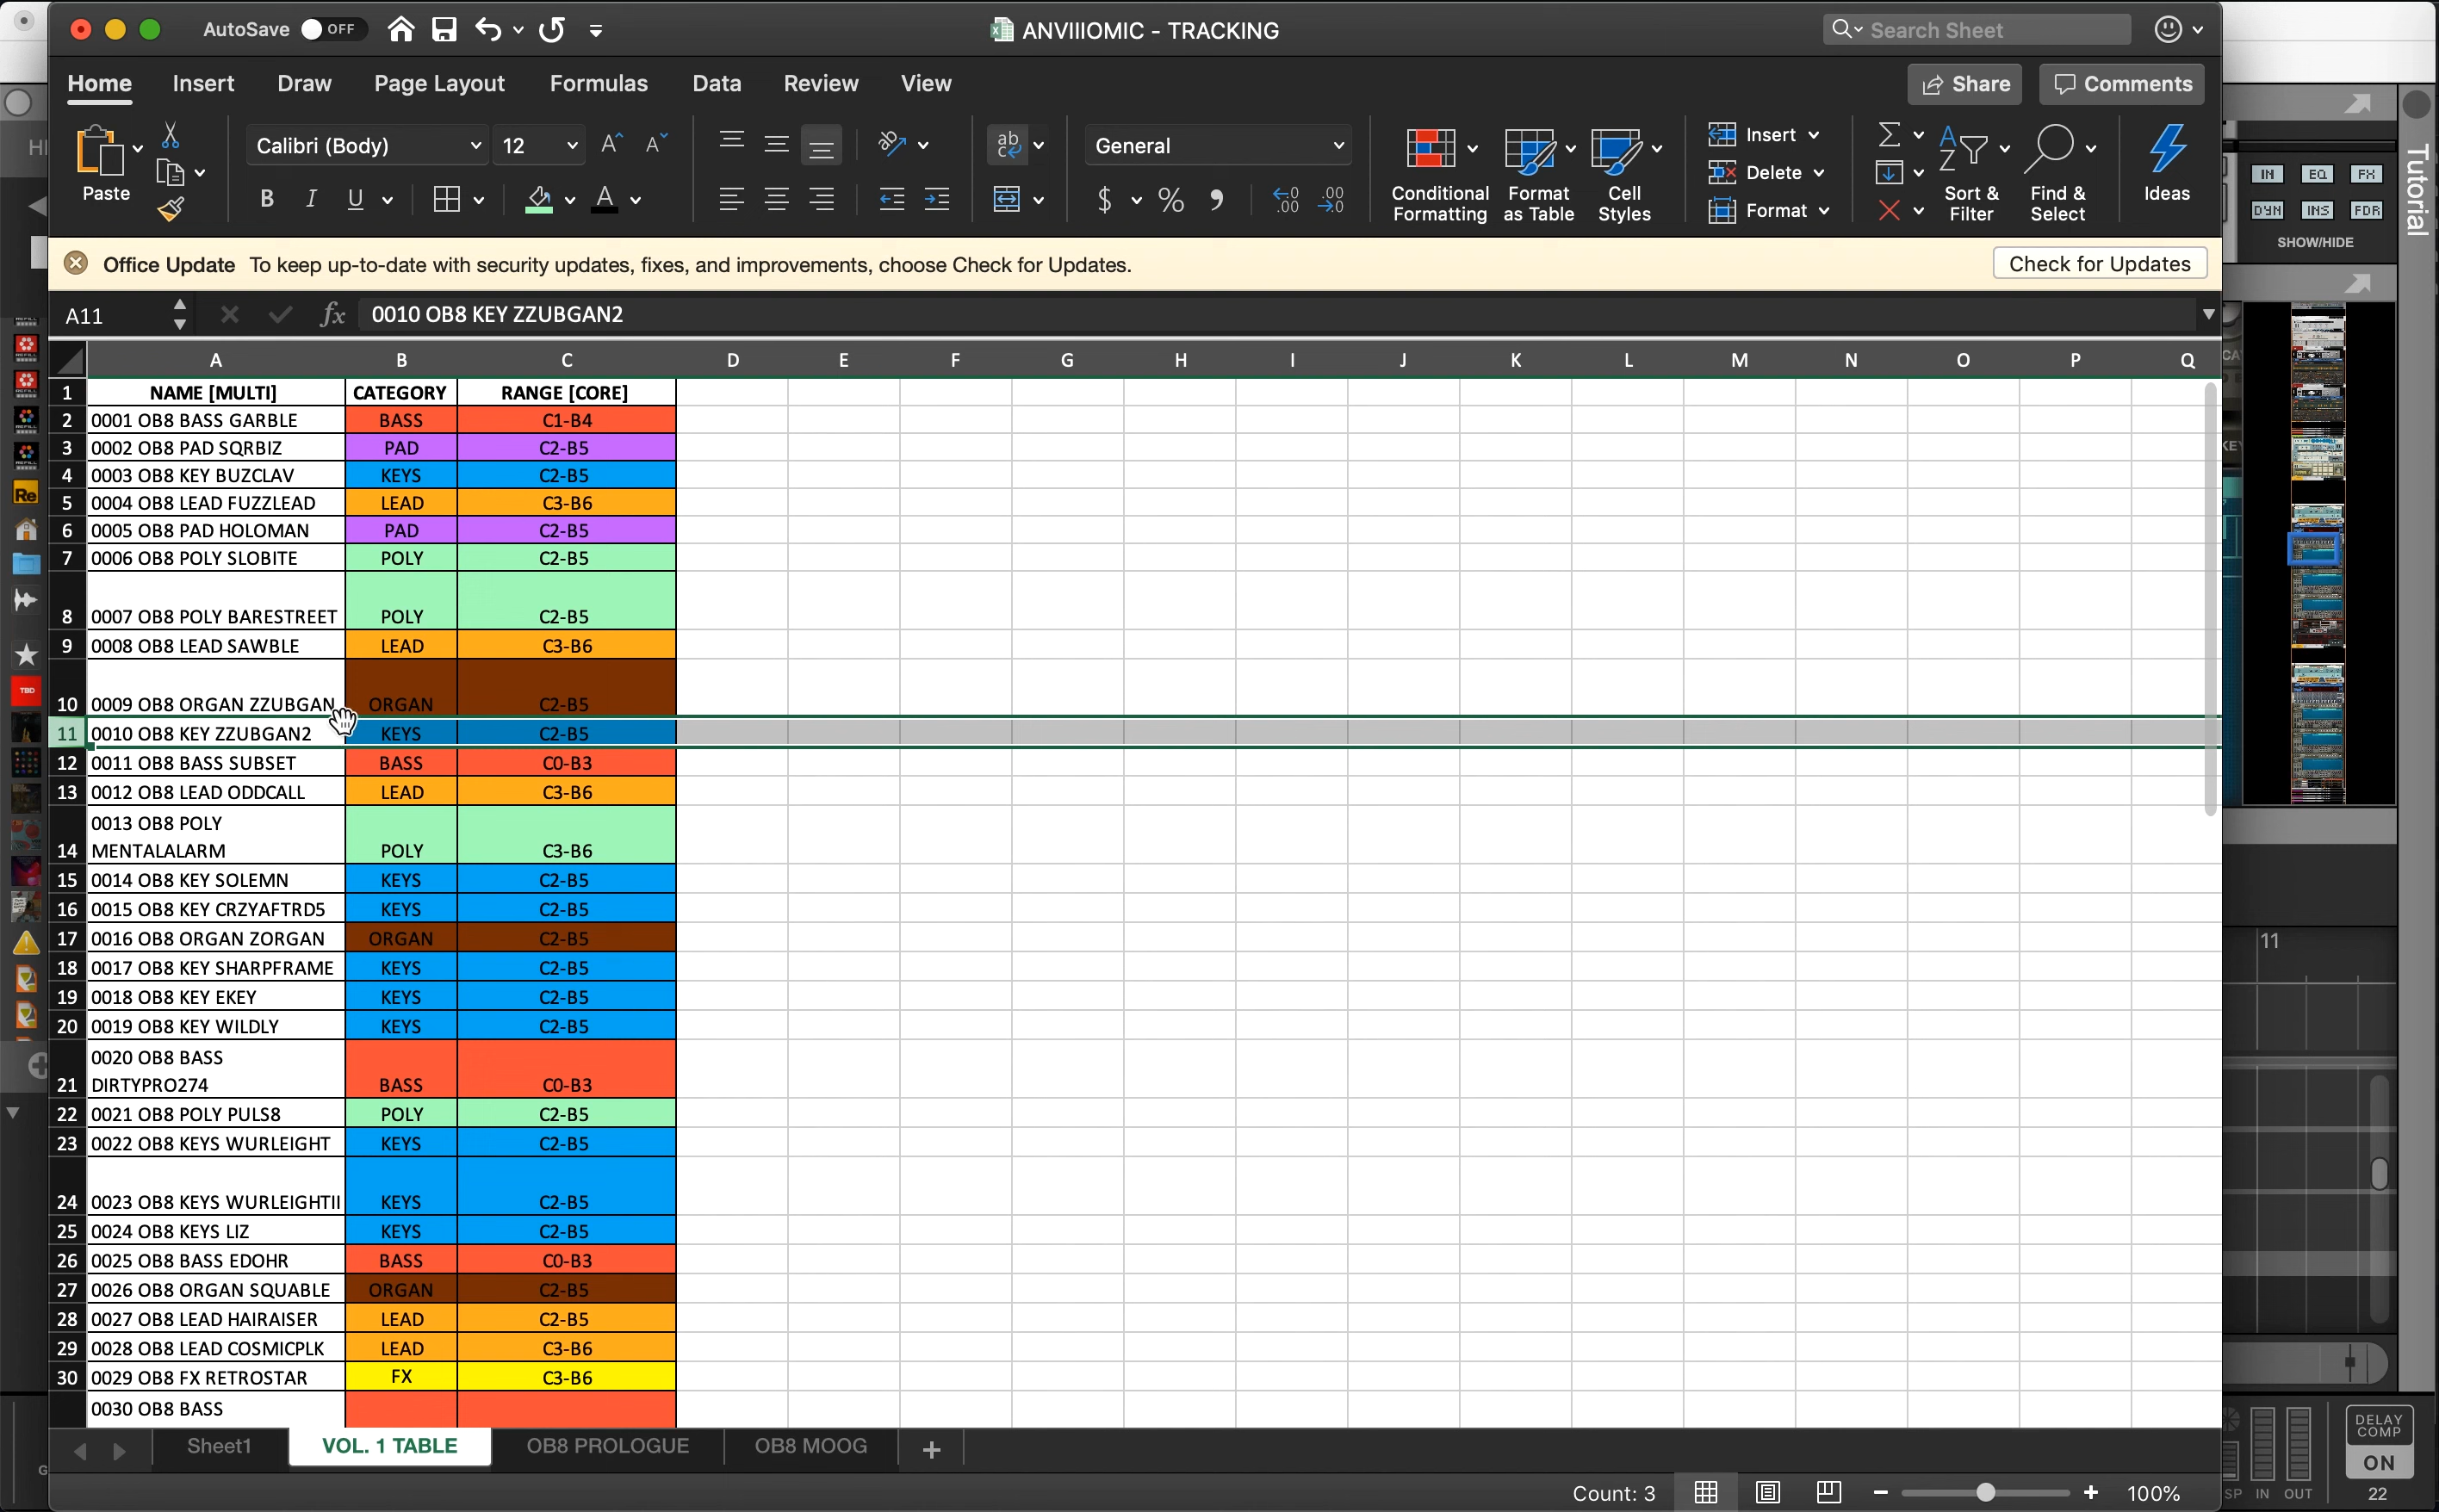 AutoSave OFF
ANVIIIOMIC - TRACKING
Search Sheet
Home Insert Draw Page Layout Formulas Data Review View
Share Comments
Paste
Calibri (Body) 12
General
Conditional Formatting
Format as Table
Cell Styles
Insert
Delete
Format
Sort & Filter
Find & Select
Ideas
Office Update To keep up-to-date with security updates, fixes, and improvements, choose Check for Updates.
Check for Updates
A11 fx 0010 OB8 KEY ZZUBGAN2
A B C D E F G H I J K L M N O P Q
1 NAME [MULTI] CATEGORY RANGE [CORE]
2 0001 OB8 BASS GARBLE BASS C1-B4
3 0002 OB8 PAD SQRBIZ PAD C2-B5
4 0003 OB8 KEY BUZCLAV KEYS C2-B5
5 0004 OB8 LEAD FUZZLEAD LEAD C3-B6
6 0005 OB8 PAD HOLOMAN PAD C2-B5
7 0006 OB8 POLY SLOBITE POLY C2-B5
8 0007 OB8 POLY BARESTREET POLY C2-B5
9 0008 OB8 LEAD SAWBLE LEAD C3-B6
10 0009 OB8 ORGAN ZZUBGAN ORGAN C2-B5
11 0010 OB8 KEY ZZUBGAN2 KEYS C2-B5
12 0011 OB8 BASS SUBSET BASS C0-B3
13 0012 OB8 LEAD ODDCALL LEAD C3-B6
0013 OB8 POLY
14 MENTALALARM POLY C3-B6
15 0014 OB8 KEY SOLEMN KEYS C2-B5
16 0015 OB8 KEY CRZYAFTRD5 KEYS C2-B5
17 0016 OB8 ORGAN ZORGAN ORGAN C2-B5
18 0017 OB8 KEY SHARPFRAME KEYS C2-B5
19 0018 OB8 KEY EKEY KEYS C2-B5
20 0019 OB8 KEY WILDLY KEYS C2-B5
0020 OB8 BASS
21 DIRTYPRO274 BASS C0-B3
22 0021 OB8 POLY PULS8 POLY C2-B5
23 0022 OB8 KEYS WURLEIGHT KEYS C2-B5
24 0023 OB8 KEYS WURLEIGHTII KEYS C2-B5
25 0024 OB8 KEYS LIZ KEYS C2-B5
26 0025 OB8 BASS EDOHR BASS C0-B3
27 0026 OB8 ORGAN SQUABLE ORGAN C2-B5
28 0027 OB8 LEAD HAIRAISER LEAD C2-B5
29 0028 OB8 LEAD COSMICPLK LEAD C3-B6
30 0029 OB8 FX RETROSTAR FX C3-B6
0030 OB8 BASS
Sheet1 VOL. 1 TABLE OB8 PROLOGUE OB8 MOOG
Count: 3 100%
Tutorial
IN EQ FX
DYN INS FDR
SHOW/HIDE
11
DELAY
COMP
ON
IN OUT 22
Re
TBD